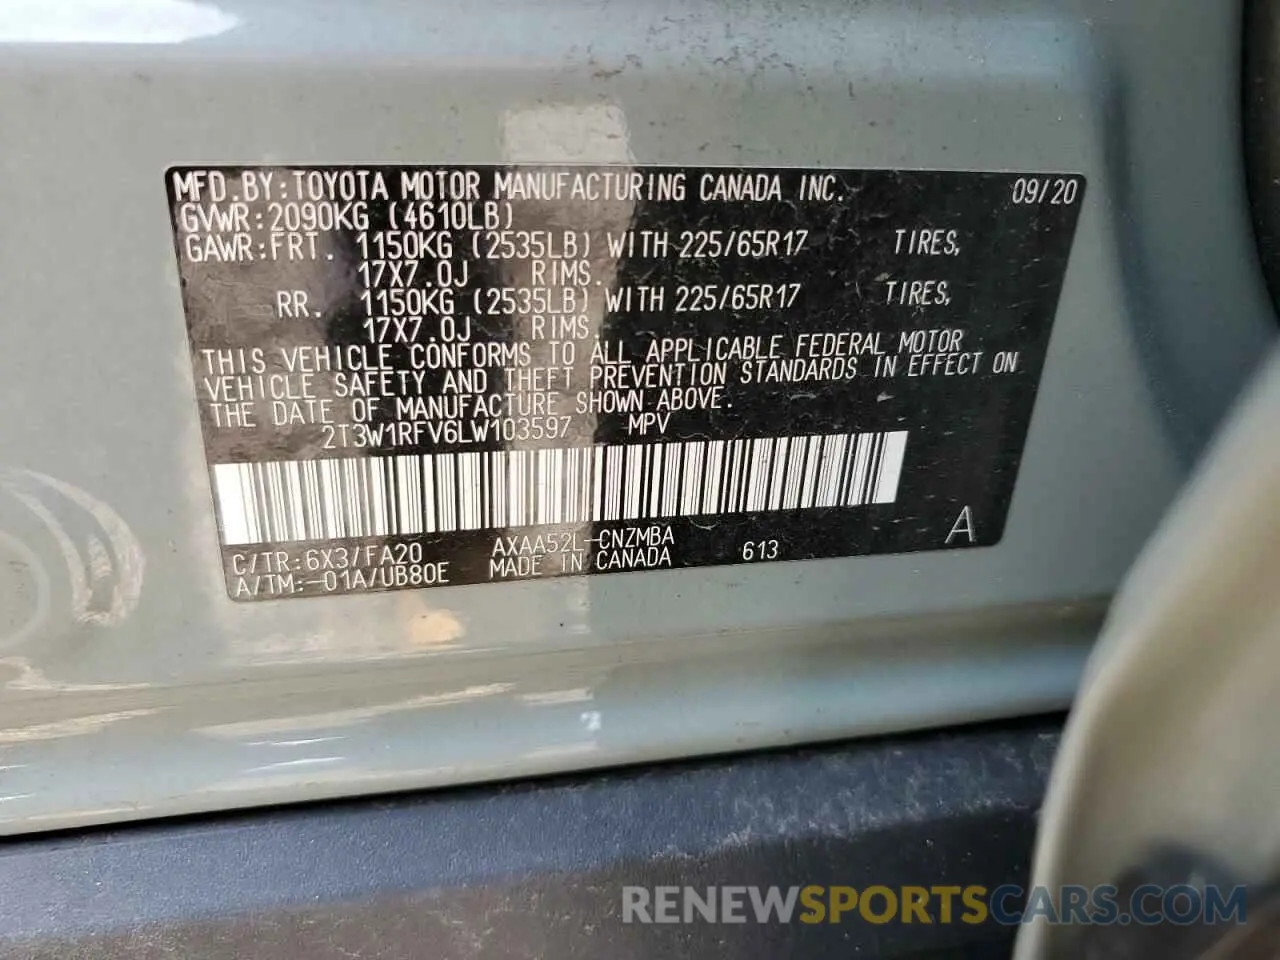 MFD.BY:TOYOTA MOTOR MANUFACTURING CANADA INC. 09/20
GVWR:2090KG (4610LB)
GAWR:FRT. 1150KG (2535LB) WITH 225/65R17 TIRES,
17X7.0J RIMS.
RR. 1150KG (2535LB) WITH 225/65R17 TIRES,
17X7.0J RIMS.
THIS VEHICLE CONFORMS TO ALL APPLICABLE FEDERAL MOTOR
VEHICLE SAFETY AND THEFT PREVENTION STANDARDS IN EFFECT ON
THE DATE OF MANUFACTURE SHOWN ABOVE.
2T3W1RFV6LW103597 MPV
C/TR:6X3/FA20 AXAA52L-CNZMBA 613 A
A/TM:-01A/UB80E MADE IN CANADA
RENEWSPORTSCARS.COM